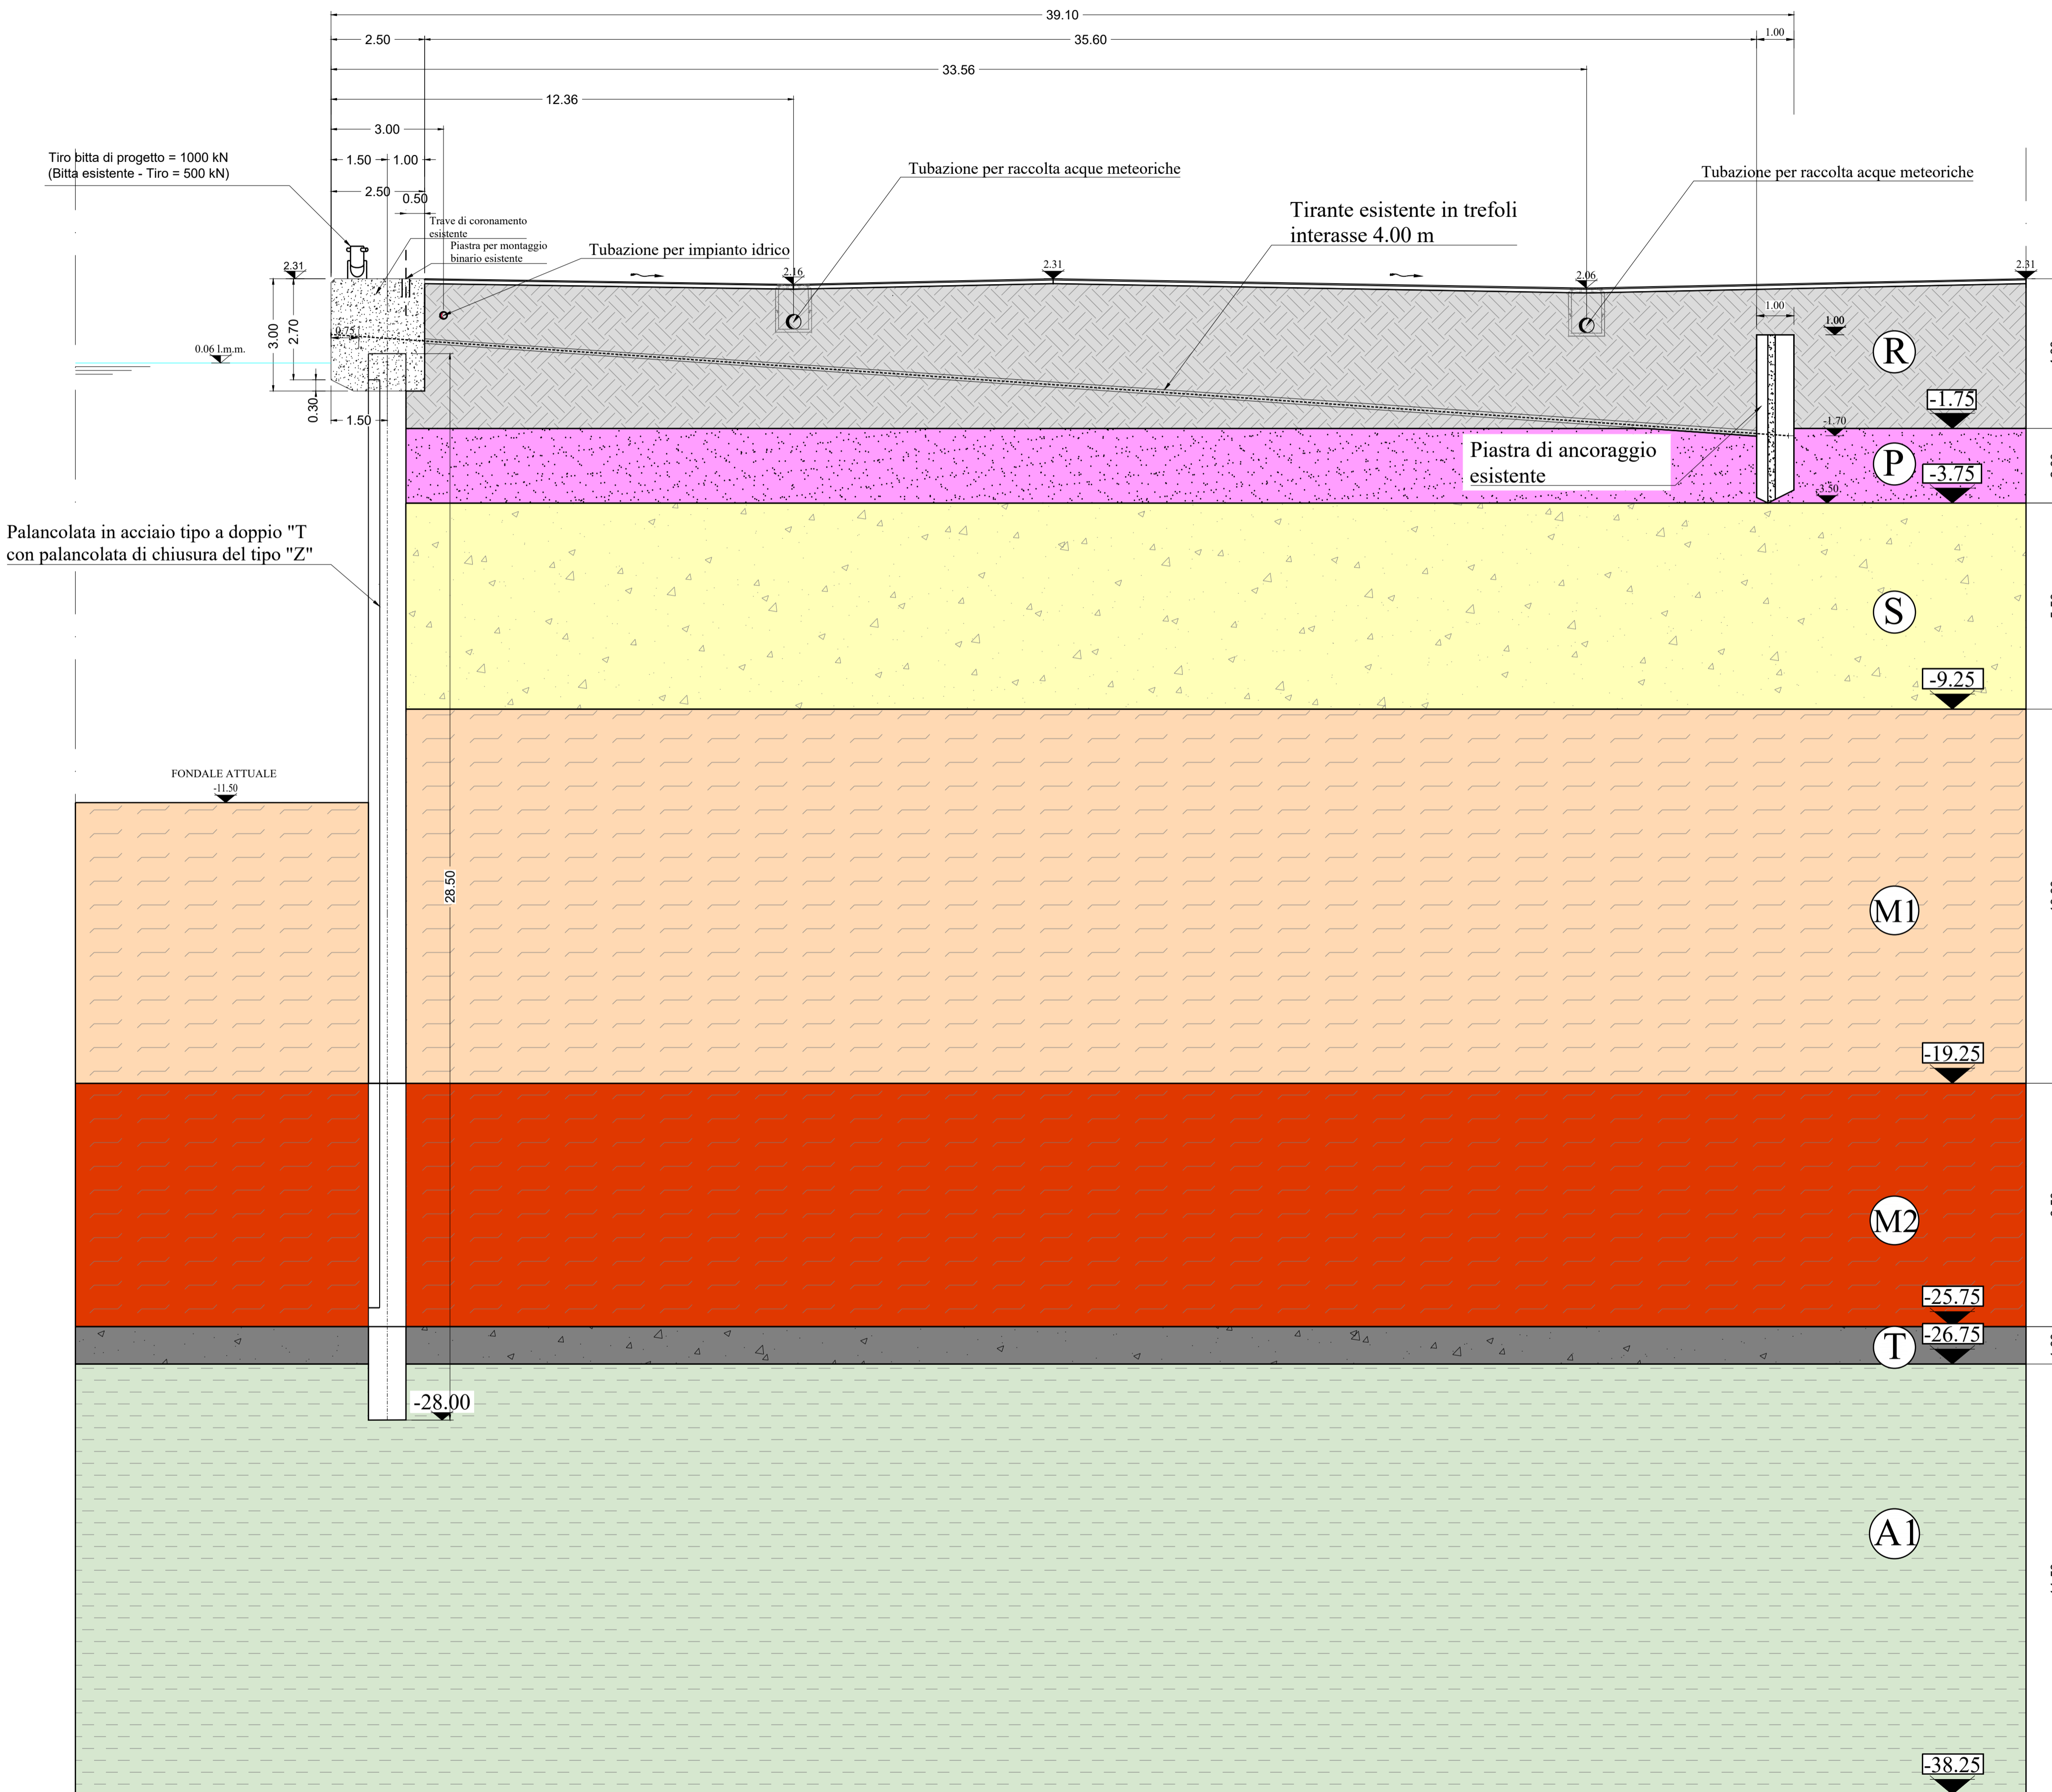 39.10
2.50
35.60
1.00
33.56
12.36
3.00
Tiro bitta di progetto = 1000 kN
(Bitta esistente - Tiro = 500 kN)
1.50
1.00
2.50
0.50
Tubazione per raccolta acque meteoriche
Tubazione per raccolta acque meteoriche
Trave di coronamento
esistente
Piastra per montaggio
binario esistente
Tubazione per impianto idrico
Tirante esistente in trefoli
interasse 4.00 m
2.31
2.16
2.31
2.06
2.31
3.00
2.70
0.75
0.06 l.m.m.
1.00
1.00
R
0.30
1.50
-1.75
-1.70
Piastra di ancoraggio
esistente
P
-3.75
-3.50
Palancolata in acciaio tipo a doppio "T
con palancolata di chiusura del tipo "Z"
S
-9.25
FONDALE ATTUALE
-11.50
28.50
M1
-19.25
M2
-25.75
T
-26.75
-28.00
A1
-38.25